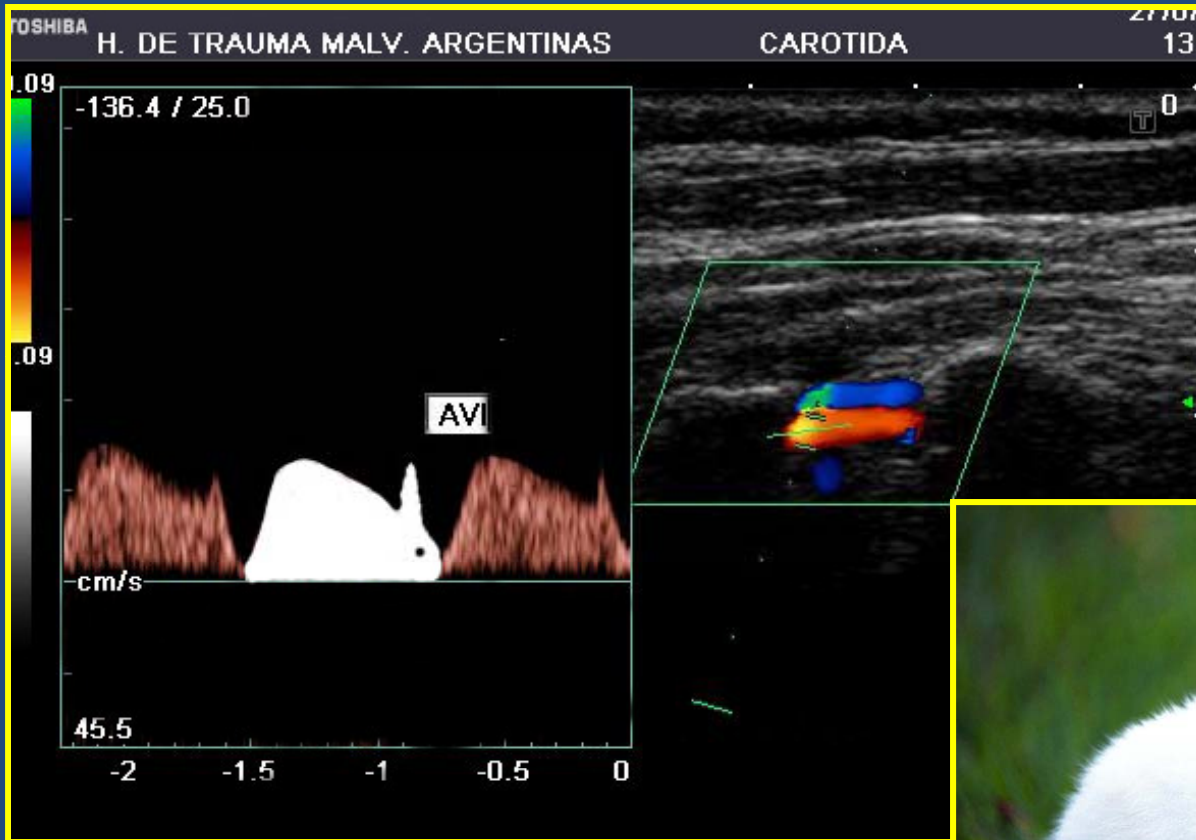 TOSHIBA
H. DE TRAUMA MALV. ARGENTINAS CAROTIDA
13
.09
-136.4 / 25.0
0
T
.09
AVI
cm/s
45.5
-2 -1.5 -1 -0.5 0